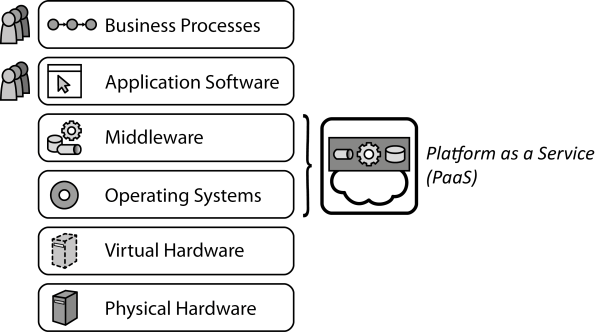 Business Processes
Application Software
Middleware
Operating Systems
Virtual Hardware
Physical Hardware
Platform as a Service
(PaaS)